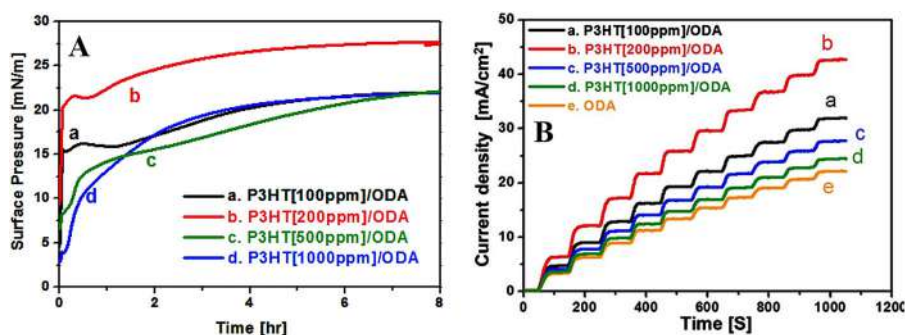 A
Surface Pressure [mN/m]
30
25
20
15
10
5
0
0 2 4 6 8
Time [hr]
b
a
c
d
a. P3HT[100ppm]/ODA
b. P3HT[200ppm]/ODA
c. P3HT[500ppm]/ODA
d. P3HT[1000ppm]/ODA
B
Current density [mA/cm²]
50
40
30
20
10
0
0 200 400 600 800 1000 1200
Time [S]
a. P3HT[100ppm]/ODA
b. P3HT[200ppm]/ODA
c. P3HT[500ppm]/ODA
d. P3HT[1000ppm]/ODA
e. ODA
b
a
c
d
e